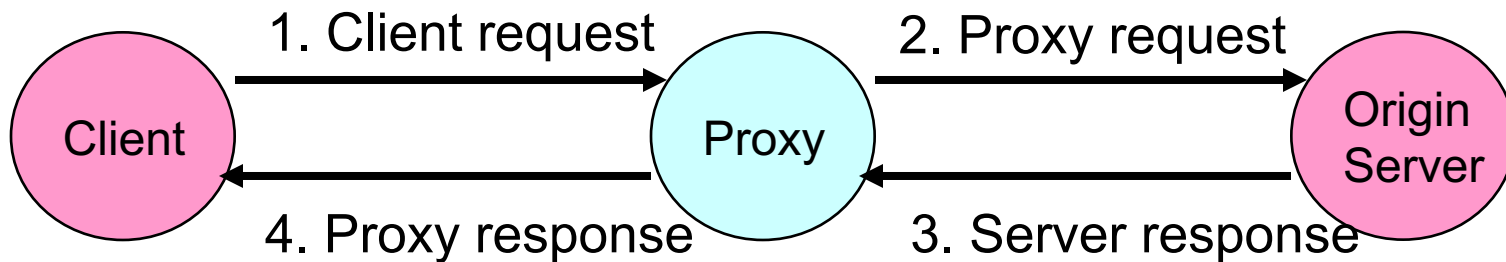 1. Client request
2. Proxy request
Client
Proxy
Origin
Server
4. Proxy response
3. Server response